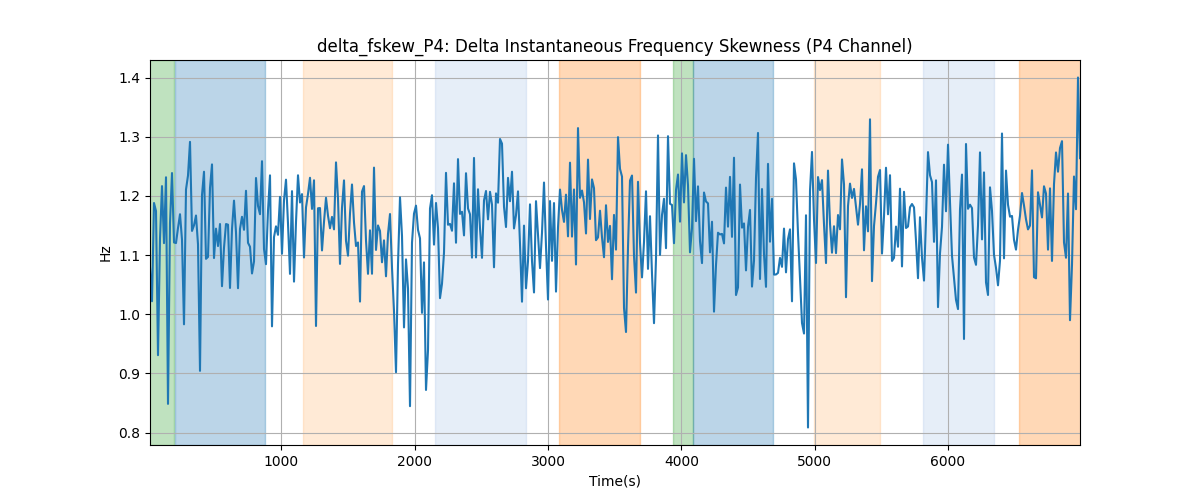 delta_fskew_P4: Delta Instantaneous Frequency Skewness (P4 Channel)
1.4
1.3
1.2
1.1
1.0
0.9
0.8
Hz
1000 2000 3000 4000 5000 6000
Time(s)